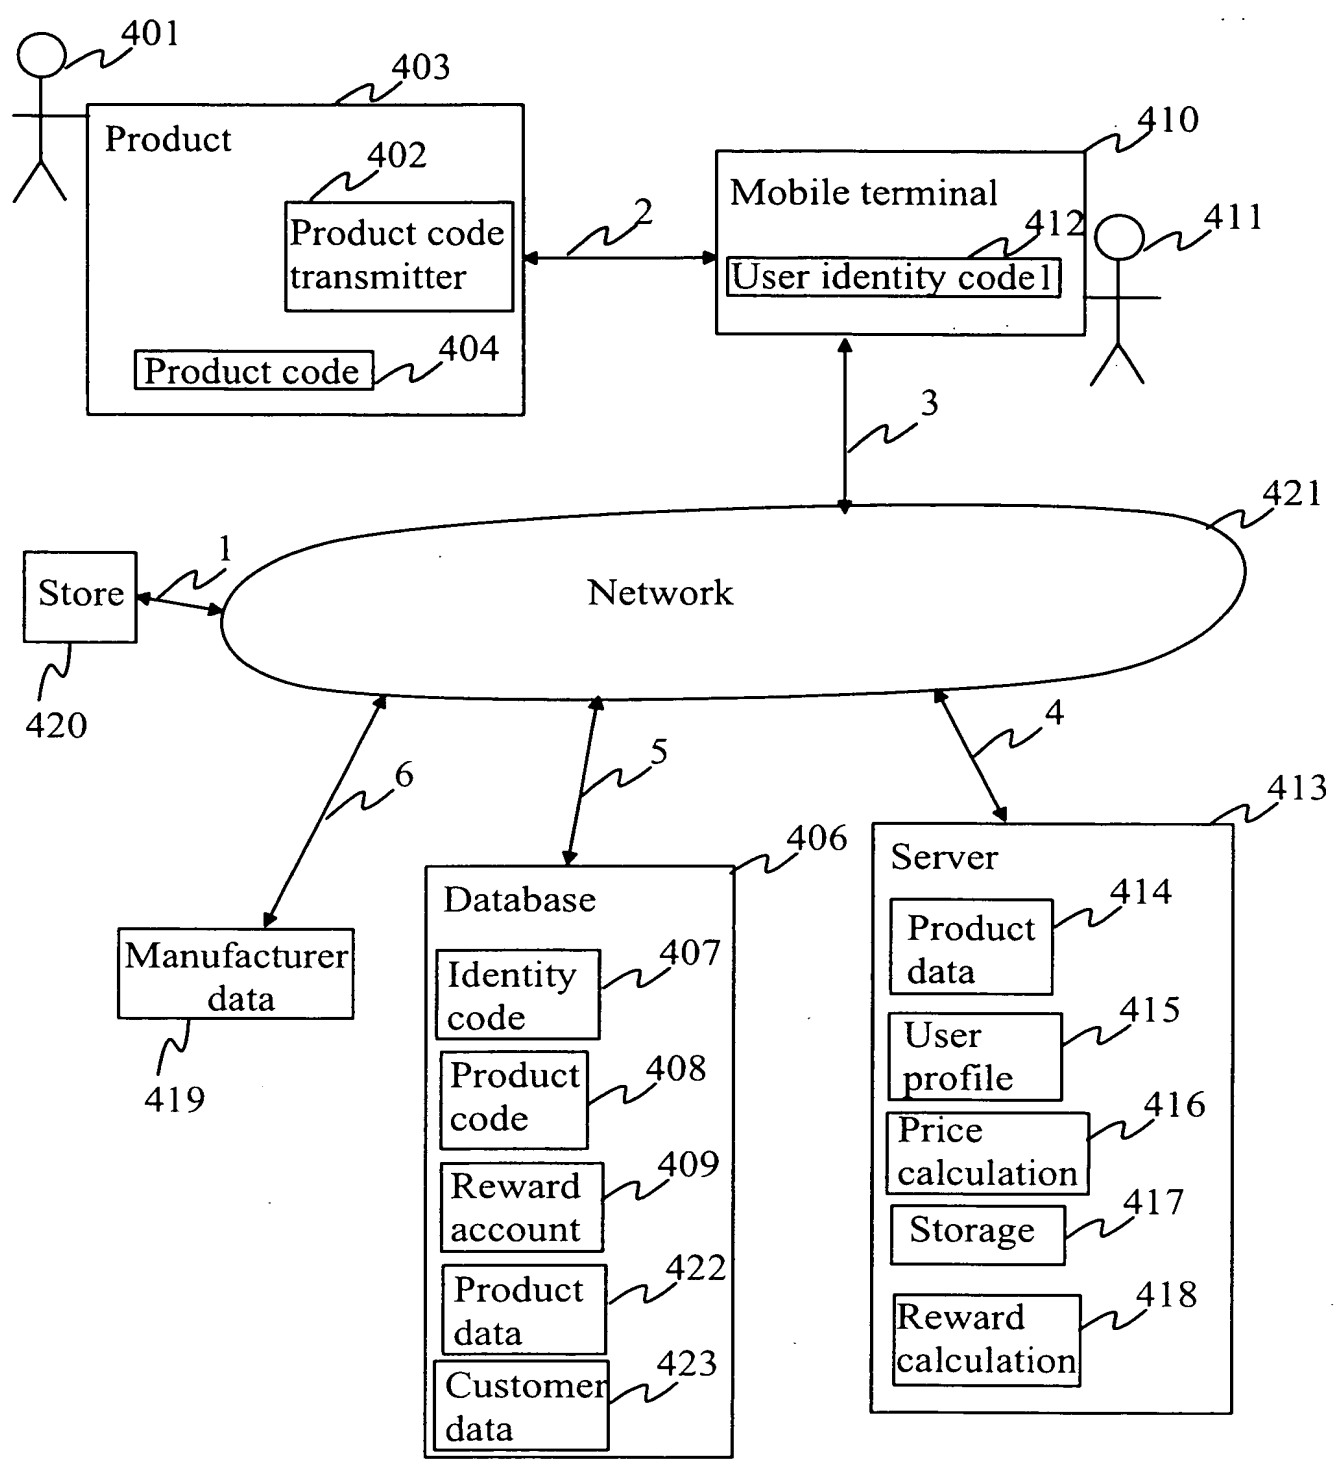 401
403
Product
402
Product code
transmitter
404
Product code
2
410
Mobile terminal
412
User identity code1
411
3
421
Network
1
Store
420
6
5
4
Manufacturer
data
419
406
Database
407
Identity
code
408
Product
code
409
Reward
account
422
Product
data
423
Customer
data
413
Server
414
Product
data
415
User
profile
416
Price
calculation
417
Storage
418
Reward
calculation